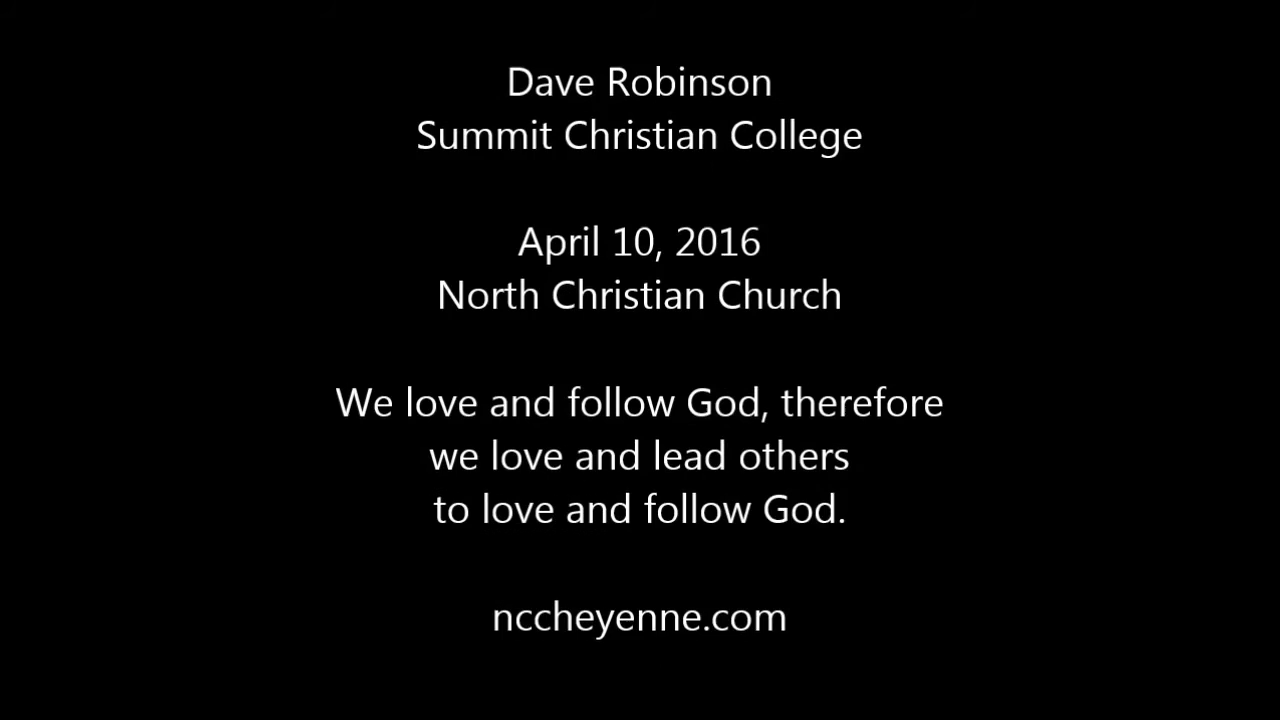 Dave Robinson
Summit Christian College
April 10, 2016
North Christian Church
We love and follow God, therefore
we love and lead others
to love and follow God.
nccheyenne.com